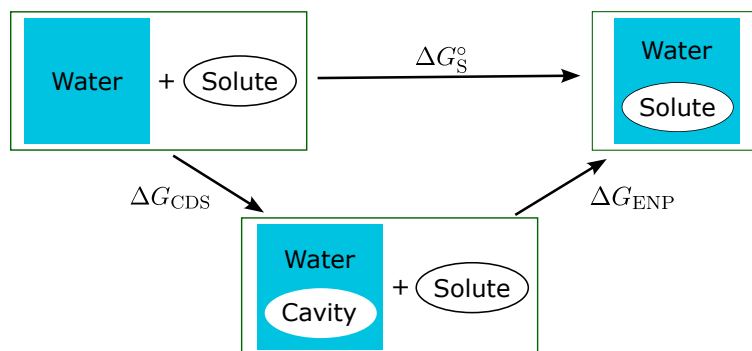 Water + Solute
ΔG°S
Water
Solute
ΔGCDS
ΔGENP
Water
Cavity + Solute